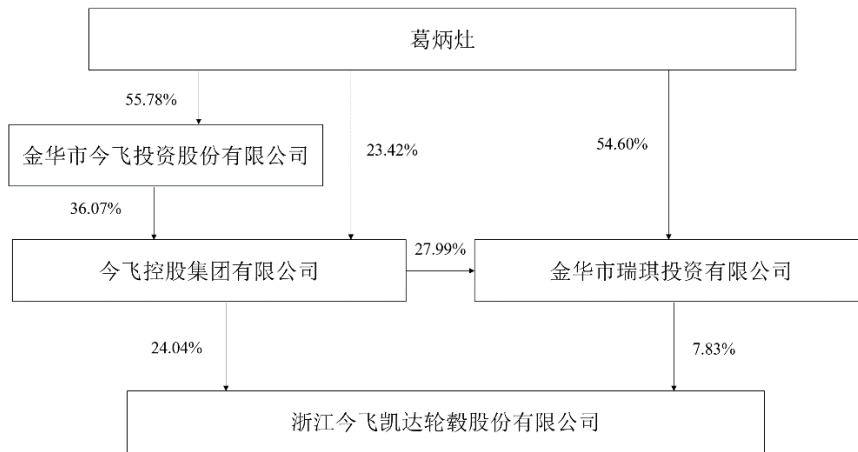 葛炳灶
55.78%
23.42%
54.60%
金华市今飞投资股份有限公司
36.07%
27.99%
今飞控股集团有限公司
金华市瑞琪投资有限公司
24.04%
7.83%
浙江今飞凯达轮毂股份有限公司